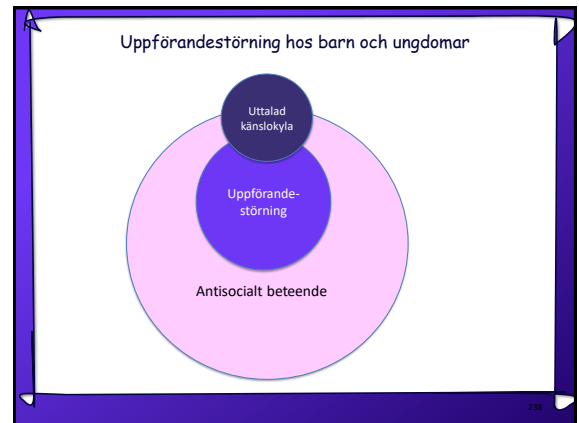 Uppförandestörning hos barn och ungdomar
Uttalad
känslokyla
Uppförande-
störning
Antisocialt beteende
238